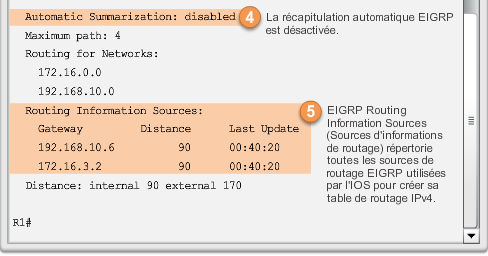 Automatic Summarization: disabled
4
La récapitulation automatique EIGRP
est désactivée.
Maximum path: 4
Routing for Networks:
172.16.0.0
192.168.10.0
Routing Information Sources:
Gateway Distance Last Update
192.168.10.6 90 00:40:20
172.16.3.2 90 00:40:20
Distance: internal 90 external 170
R1#
5
EIGRP Routing
Information Sources
(Sources d'informations
de routage) répertorie
toutes les sources de
routage EIGRP utilisées
par l'IOS pour créer sa
table de routage IPv4.